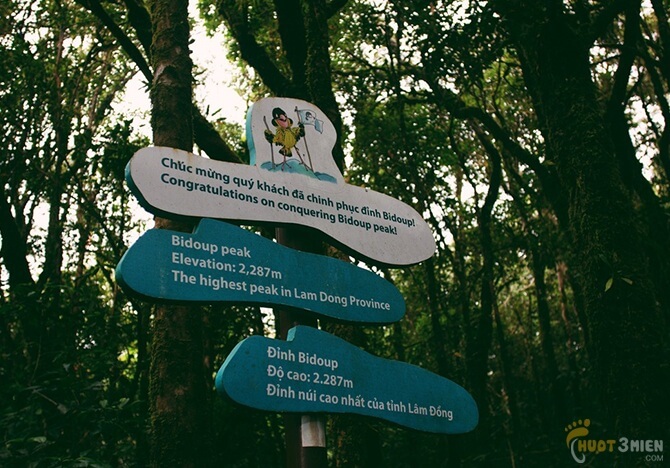 Chúc mừng quý khách đã chinh phục đỉnh Bidoup!
Congratulations on conquering Bidoup peak!
Bidoup peak
Elevation: 2,287m
The highest peak in Lam Dong Province
Đỉnh Bidoup
Độ cao: 2.287m
Đỉnh núi cao nhất của tỉnh Lâm Đồng
HUOT3MIEN
.COM